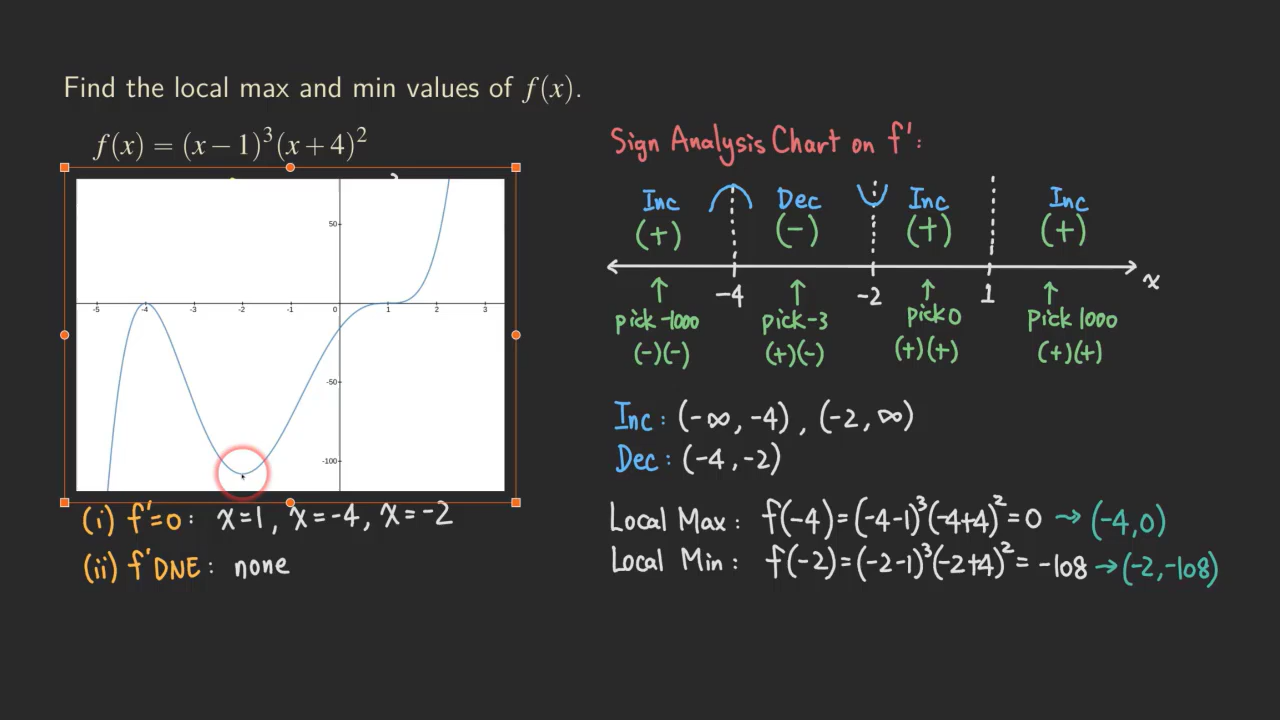 Find the local max and min values of f(x).
f(x) = (x − 1)³(x + 4)²
50
-5 -4 -3 -2 -1 0 1 2 3
-50
-100
(i) f'=0: x=1, x=-4, x=-2
(ii) f' DNE: none
Sign Analysis Chart on f':
Inc Dec Inc Inc
(+) (-) (+) (+)
-4 -2 1 x
pick -1000 pick -3 pick 0 pick 1000
(-)(-) (+)(-) (+)(+) (+)(+)
Inc: (-∞, -4), (-2, ∞)
Dec: (-4, -2)
Local Max: f(-4)=(-4-1)³(-4+4)²=0 → (-4,0)
Local Min: f(-2)=(-2-1)³(-2+4)²= -108 → (-2,-108)